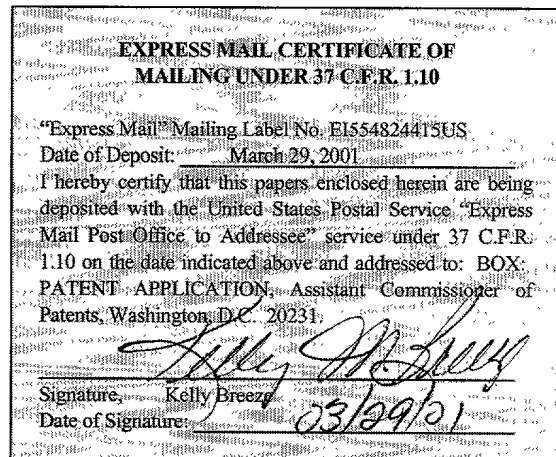 EXPRESS MAIL CERTIFICATE OF
MAILING UNDER 37 C.F.R. 1.10
“Express Mail” Mailing Label No. EI554824415US
Date of Deposit: March 29, 2001
I hereby certify that this papers enclosed herein are being
deposited with the United States Postal Service “Express
Mail Post Office to Addressee” service under 37 C.F.R.
1.10 on the date indicated above and addressed to: BOX:
PATENT APPLICATION, Assistant Commissioner of
Patents, Washington, D.C. 20231.
Kelly M Breeze
Signature, Kelly Breeze
Date of Signature: 03/29/01